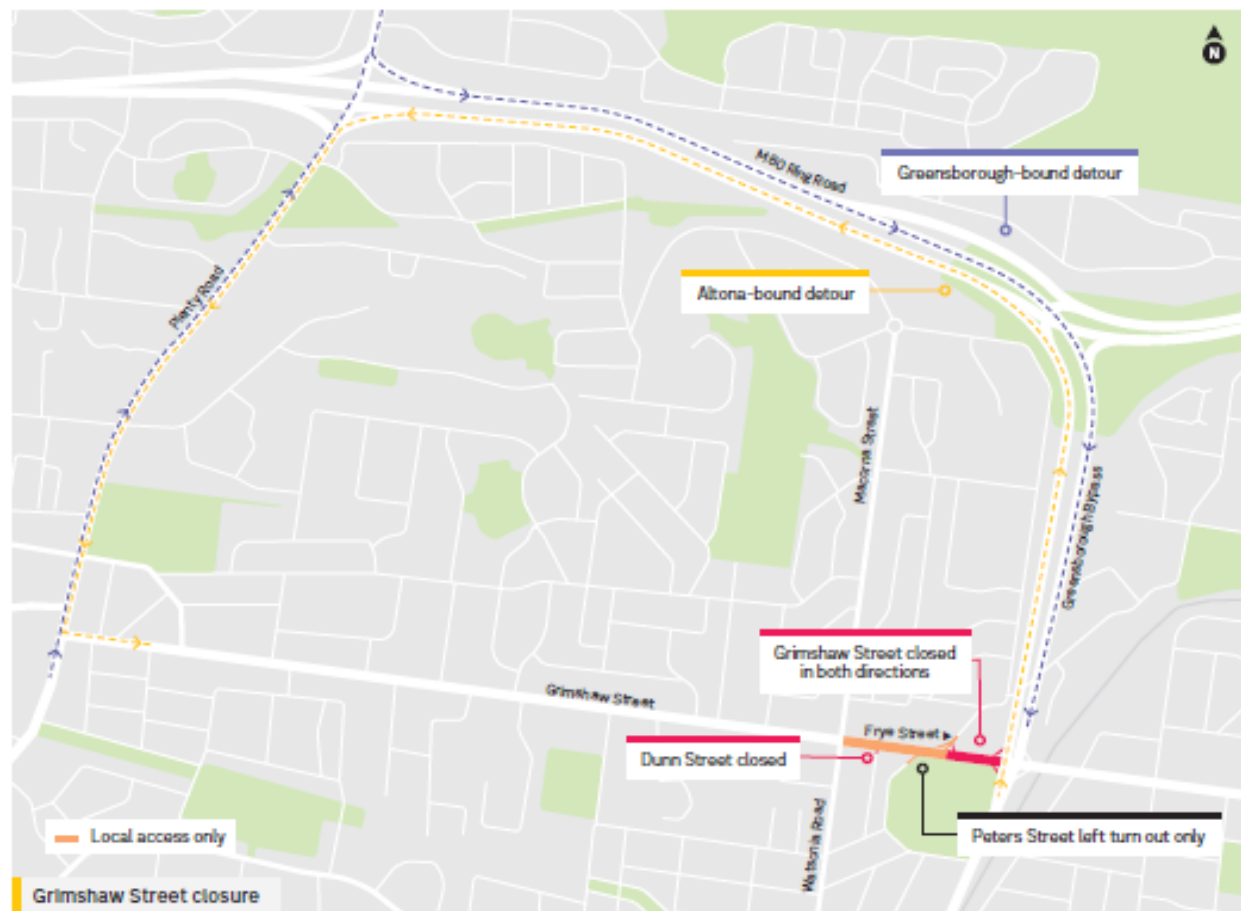 N
M80 Ring Road
Greensborough-bound detour
Altona-bound detour
Plenty Road
Macorna Street
Greensborough Bypass
Grimshaw Street closed
in both directions
Grimshaw Street
Frye Street
Dunn Street closed
Local access only
Watsonia Road
Peters Street left turn out only
Grimshaw Street closure